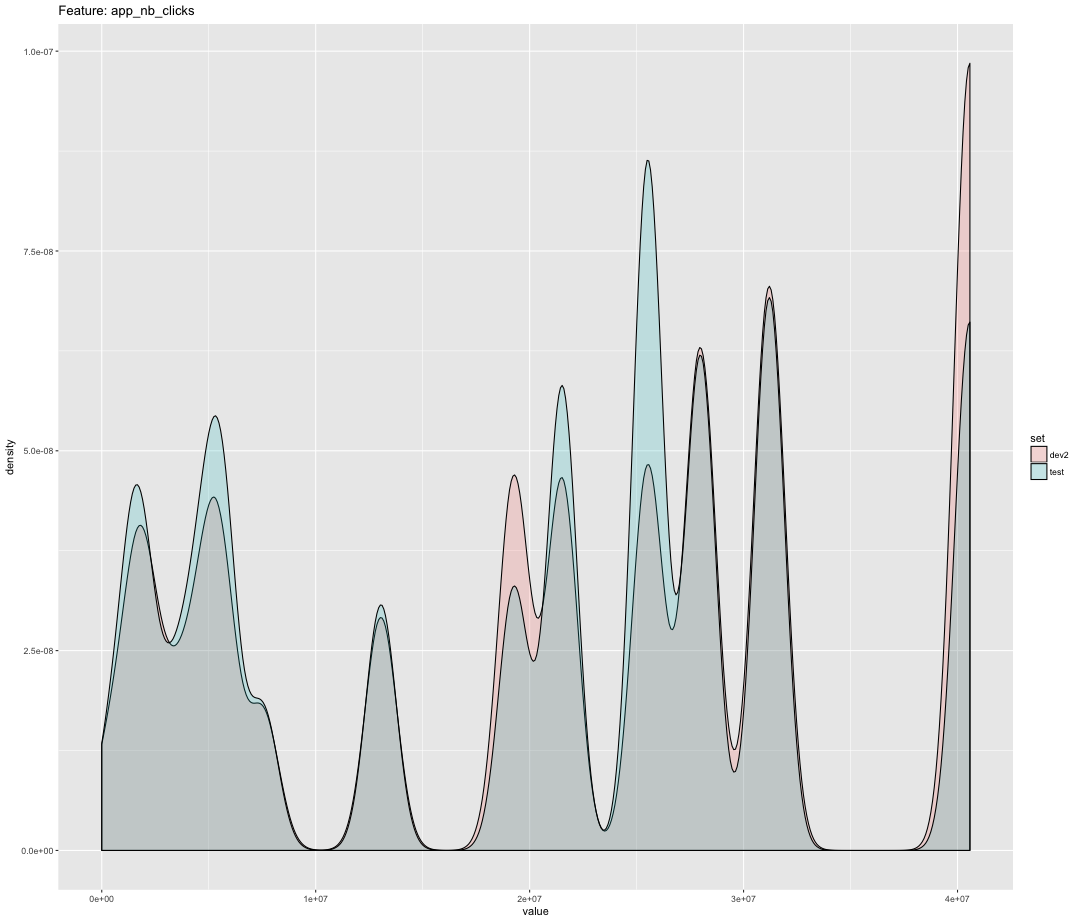 Feature: app_nb_clicks
1.0e-07
7.5e-08
5.0e-08
2.5e-08
0.0e+00
density
0e+00 1e+07 2e+07 3e+07 4e+07
value
set
dev2
test